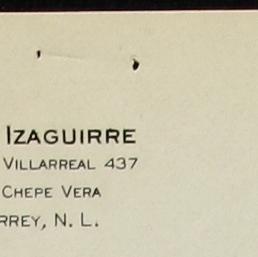 IZAGUIRRE
VILLARREAL 437
CHEPE VERA
RREY, N. L.